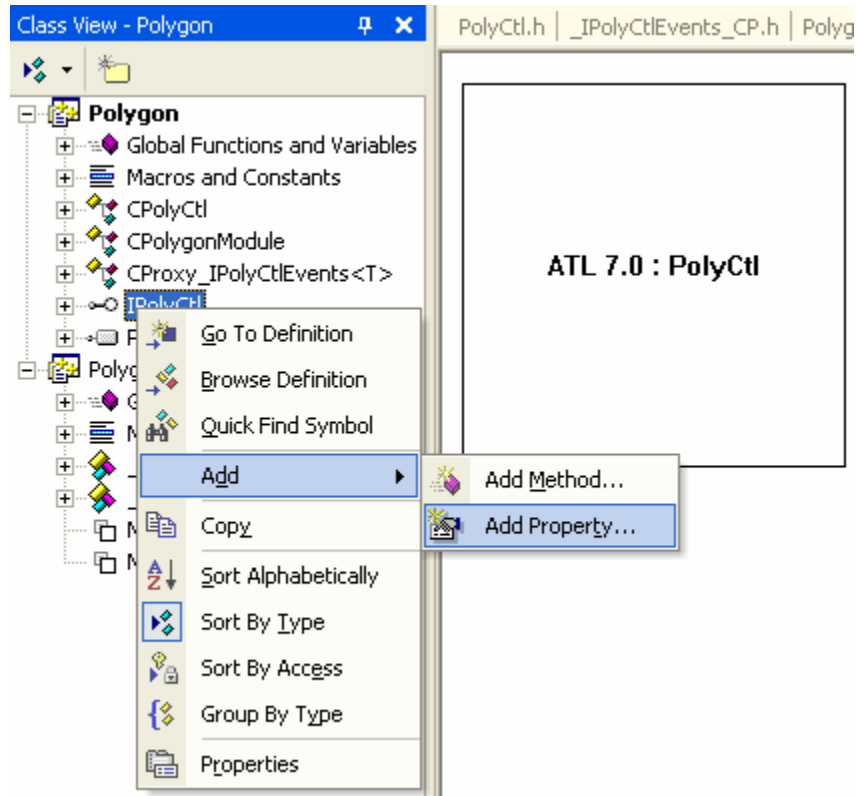 Class View - Polygon
PolyCtl.h | _IPolyCtlEvents_CP.h | Polyg
Polygon
Global Functions and Variables
Macros and Constants
CPolyCtl
CPolygonModule
CProxy_IPolyCtlEvents<T>
IPolyCtl
ATL 7.0 : PolyCtl
Go To Definition
Browse Definition
Quick Find Symbol
Add
Add Method...
Add Property...
Copy
Sort Alphabetically
Sort By Type
Sort By Access
Group By Type
Properties